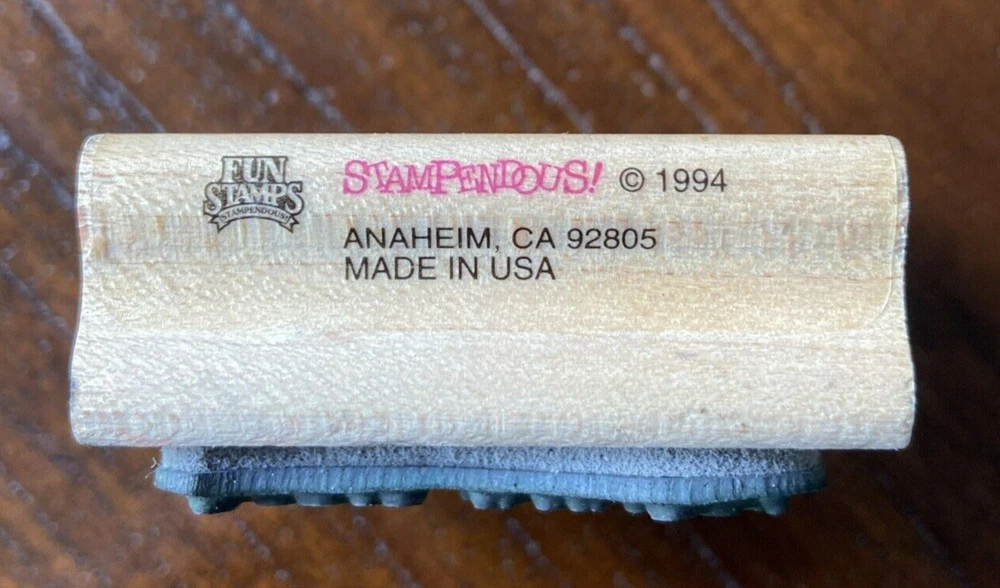 FUN
STAMPS
STAMPENDOUS!
STAMPENDOUS! © 1994
ANAHEIM, CA 92805
MADE IN USA